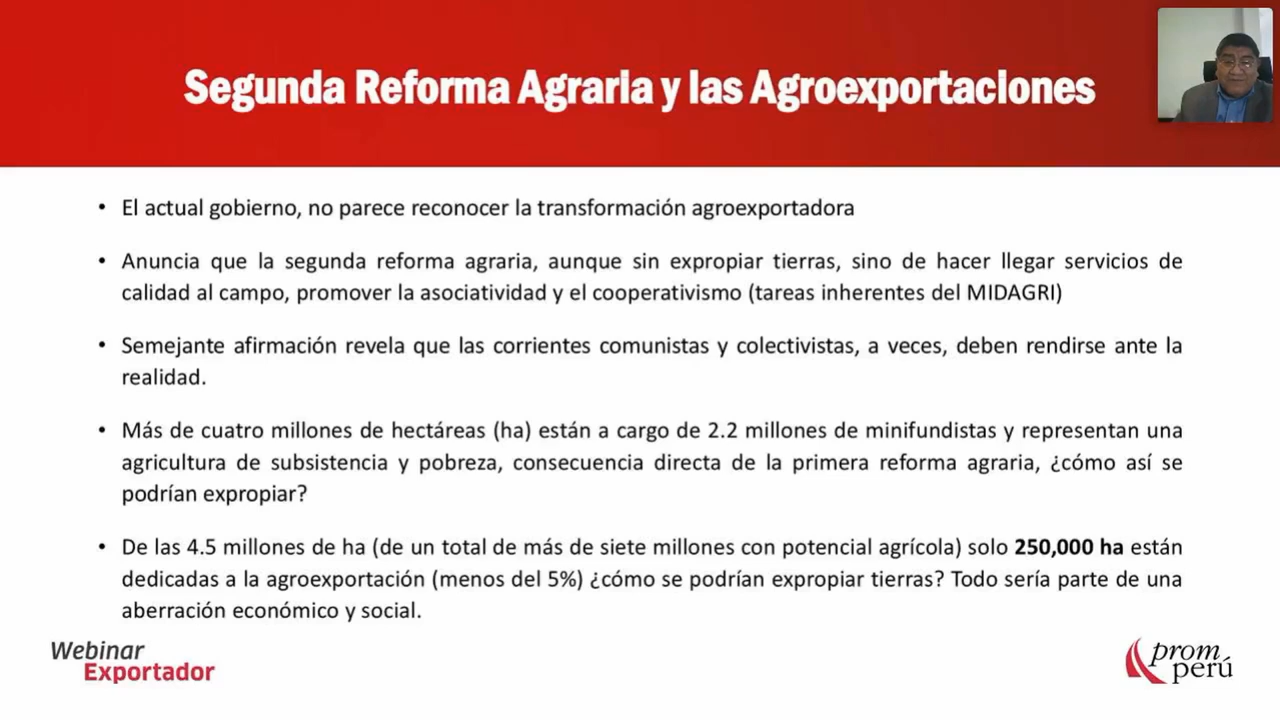 Segunda Reforma Agraria y las Agroexportaciones
• El actual gobierno, no parece reconocer la transformación agroexportadora
• Anuncia que la segunda reforma agraria, aunque sin expropiar tierras, sino de hacer llegar servicios de
calidad al campo, promover la asociatividad y el cooperativismo (tareas inherentes del MIDAGRI)
• Semejante afirmación revela que las corrientes comunistas y colectivistas, a veces, deben rendirse ante la
realidad.
• Más de cuatro millones de hectáreas (ha) están a cargo de 2.2 millones de minifundistas y representan una
agricultura de subsistencia y pobreza, consecuencia directa de la primera reforma agraria, ¿cómo así se
podrían expropiar?
• De las 4.5 millones de ha (de un total de más de siete millones con potencial agrícola) solo 250,000 ha están
dedicadas a la agroexportación (menos del 5%) ¿cómo se podrían expropiar tierras? Todo sería parte de una
aberración económico y social.
Webinar
Exportador
prom
perú